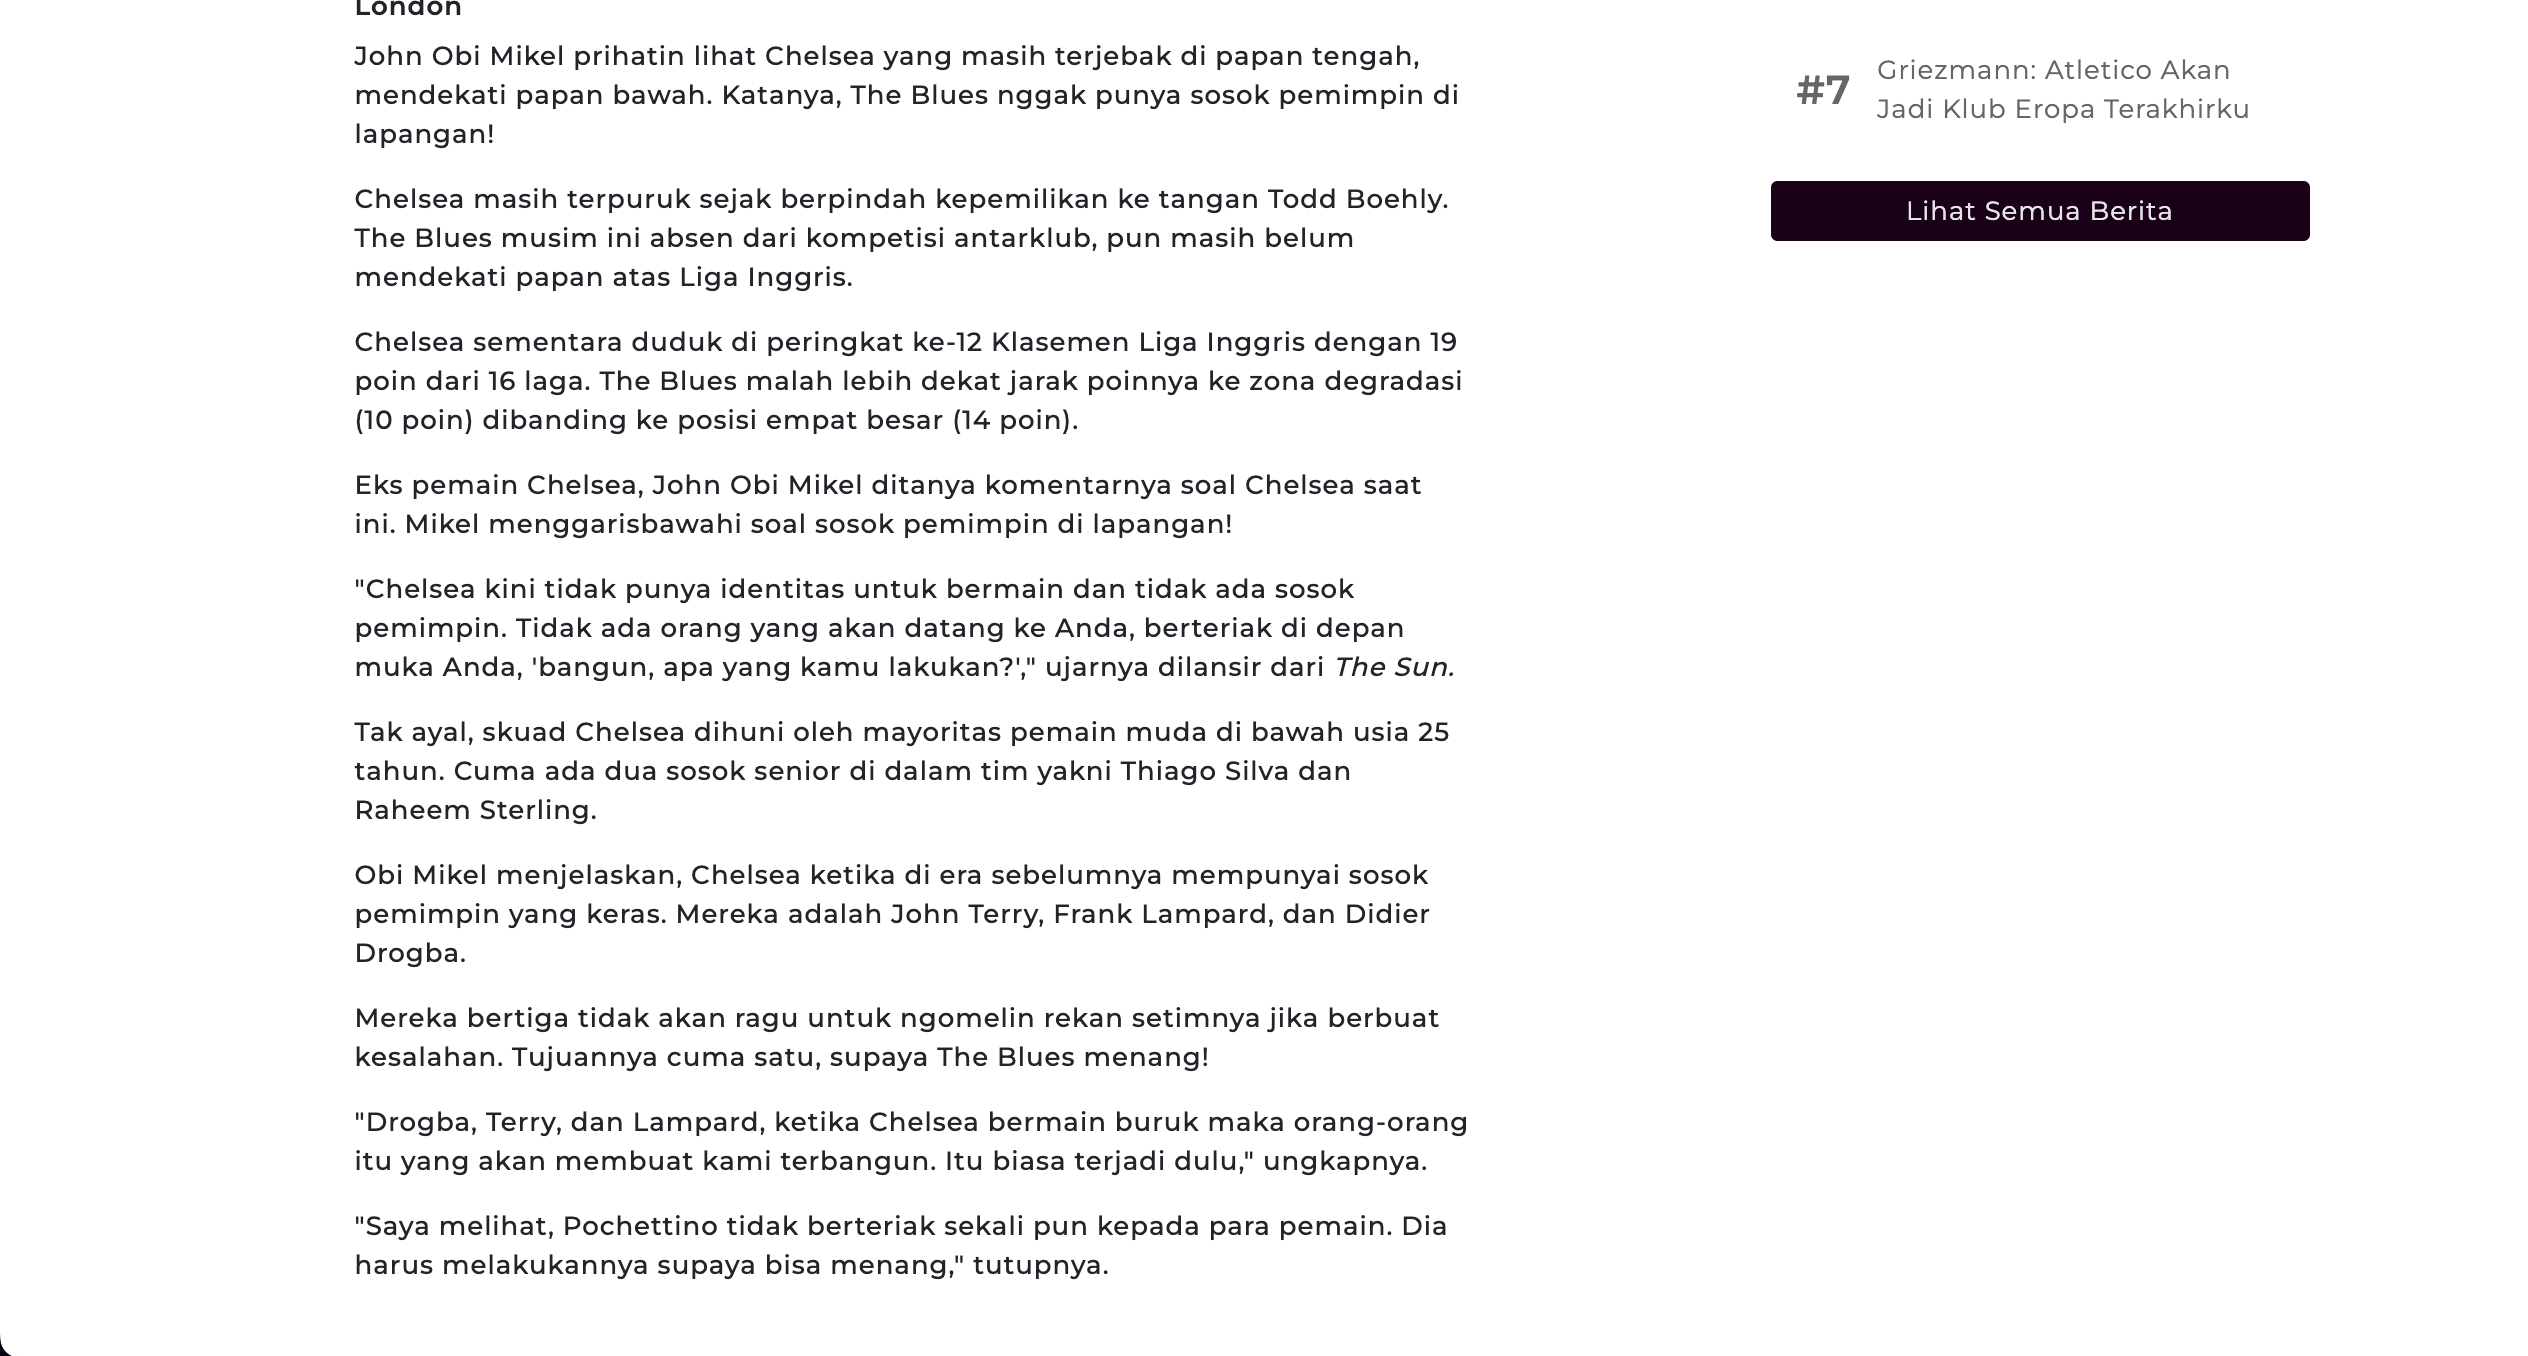 London
John Obi Mikel prihatin lihat Chelsea yang masih terjebak di papan tengah,
mendekati papan bawah. Katanya, The Blues nggak punya sosok pemimpin di
lapangan!
Chelsea masih terpuruk sejak berpindah kepemilikan ke tangan Todd Boehly.
The Blues musim ini absen dari kompetisi antarklub, pun masih belum
mendekati papan atas Liga Inggris.
Chelsea sementara duduk di peringkat ke-12 Klasemen Liga Inggris dengan 19
poin dari 16 laga. The Blues malah lebih dekat jarak poinnya ke zona degradasi
(10 poin) dibanding ke posisi empat besar (14 poin).
Eks pemain Chelsea, John Obi Mikel ditanya komentarnya soal Chelsea saat
ini. Mikel menggarisbawahi soal sosok pemimpin di lapangan!
"Chelsea kini tidak punya identitas untuk bermain dan tidak ada sosok
pemimpin. Tidak ada orang yang akan datang ke Anda, berteriak di depan
muka Anda, 'bangun, apa yang kamu lakukan?'," ujarnya dilansir dari The Sun.
Tak ayal, skuad Chelsea dihuni oleh mayoritas pemain muda di bawah usia 25
tahun. Cuma ada dua sosok senior di dalam tim yakni Thiago Silva dan
Raheem Sterling.
Obi Mikel menjelaskan, Chelsea ketika di era sebelumnya mempunyai sosok
pemimpin yang keras. Mereka adalah John Terry, Frank Lampard, dan Didier
Drogba.
Mereka bertiga tidak akan ragu untuk ngomelin rekan setimnya jika berbuat
kesalahan. Tujuannya cuma satu, supaya The Blues menang!
"Drogba, Terry, dan Lampard, ketika Chelsea bermain buruk maka orang-orang
itu yang akan membuat kami terbangun. Itu biasa terjadi dulu," ungkapnya.
"Saya melihat, Pochettino tidak berteriak sekali pun kepada para pemain. Dia
harus melakukannya supaya bisa menang," tutupnya.
#7
Griezmann: Atletico Akan
Jadi Klub Eropa Terakhirku
Lihat Semua Berita